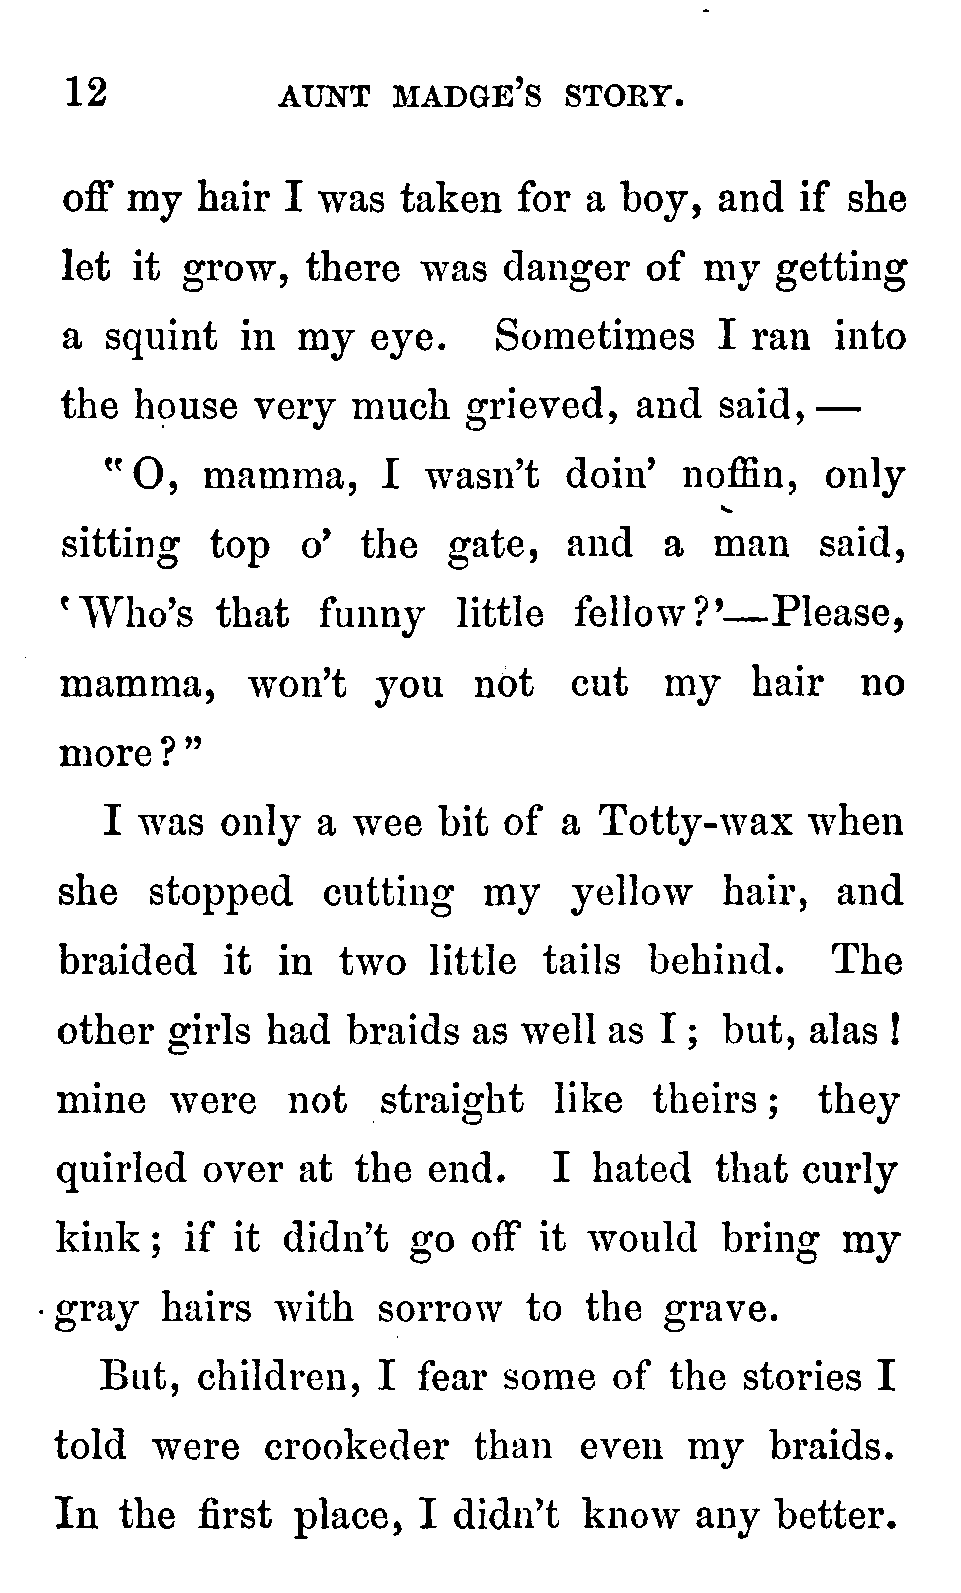 12 AUNT MADGE'S STORY.
off my hair I was taken for a boy, and if she
let it grow, there was danger of my getting
a squint in my eye. Sometimes I ran into
the house very much grieved, and said,—
"O, mamma, I wasn't doin' noffin, only
sitting top o' the gate, and a man said,
'Who's that funny little fellow?'—Please,
mamma, won't you not cut my hair no
more?"
I was only a wee bit of a Totty-wax when
she stopped cutting my yellow hair, and
braided it in two little tails behind. The
other girls had braids as well as I; but, alas!
mine were not straight like theirs; they
quirled over at the end. I hated that curly
kink; if it didn't go off it would bring my
gray hairs with sorrow to the grave.
But, children, I fear some of the stories I
told were crookeder than even my braids.
In the first place, I didn't know any better.